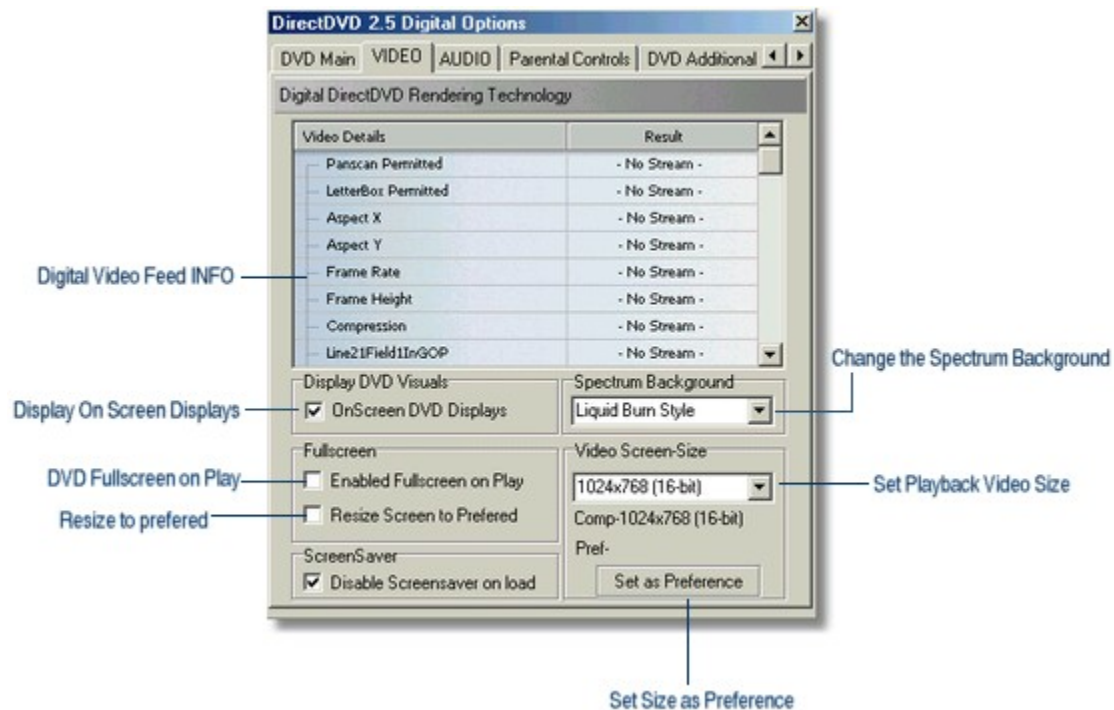 DirectDVD 2.5 Digital Options
DVD Main VIDEO AUDIO Parental Controls DVD Additional
Digital DirectDVD Rendering Technology
Video Details Result
Panscan Permitted - No Stream -
LetterBox Permitted - No Stream -
Aspect X - No Stream -
Aspect Y - No Stream -
Frame Rate - No Stream -
Frame Height - No Stream -
Compression - No Stream -
Line21Field1InGOP - No Stream -
Digital Video Feed INFO
Display DVD Visuals
OnScreen DVD Displays
Display On Screen Displays
Spectrum Background
Liquid Burn Style
Change the Spectrum Background
Fullscreen
Enabled Fullscreen on Play
DVD Fullscreen on Play
Resize Screen to Prefered
Resize to prefered
Video Screen-Size
1024x768 (16-bit)
Set Playback Video Size
Comp-1024x768 (16-bit)
Pref-
Set as Preference
ScreenSaver
Disable Screensaver on load
Set Size as Preference